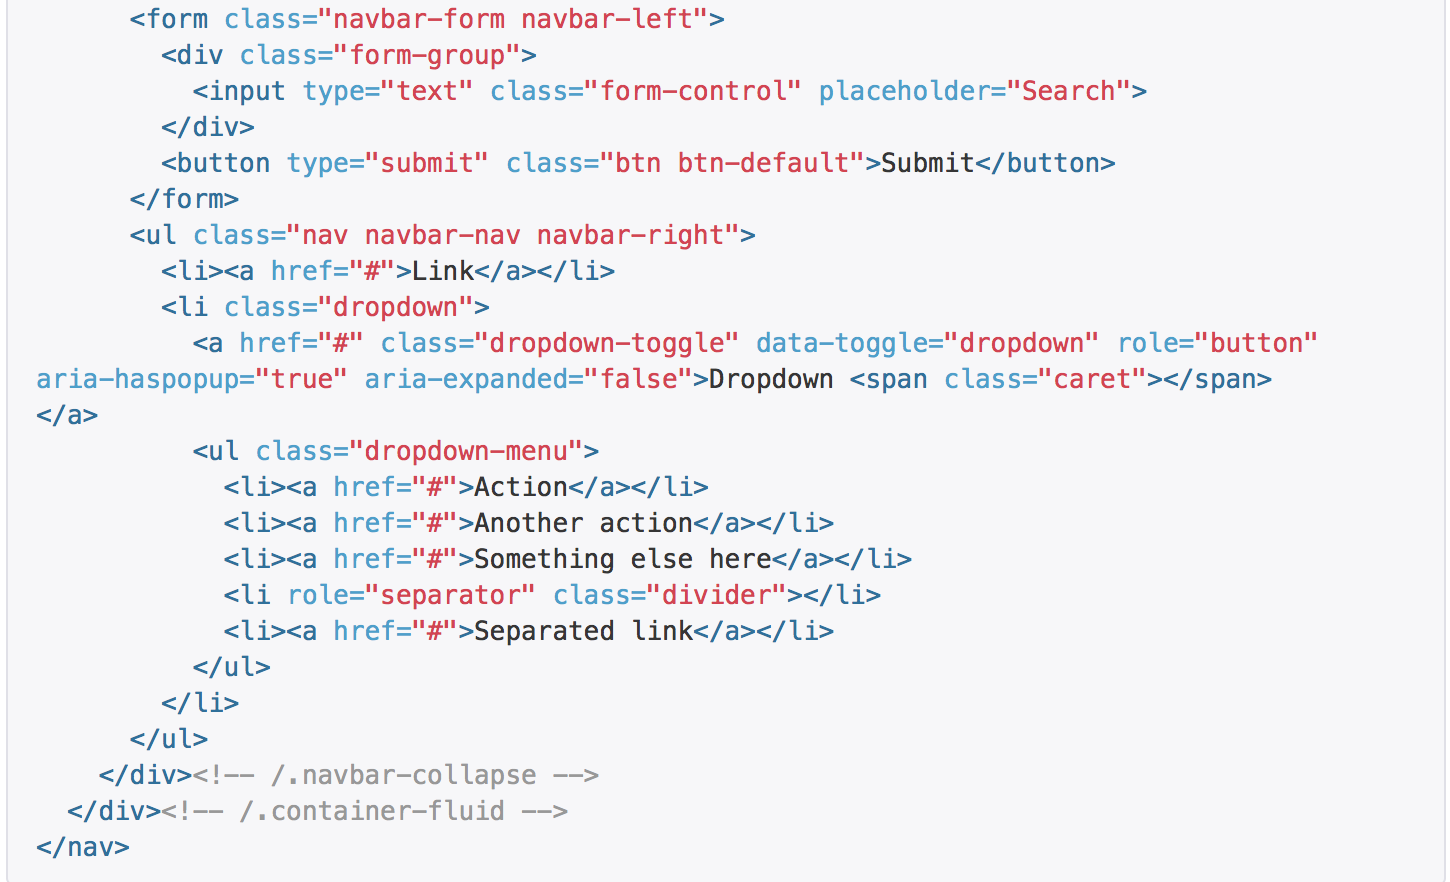 <form class="navbar-form navbar-left">
<div class="form-group">
<input type="text" class="form-control" placeholder="Search">
</div>
<button type="submit" class="btn btn-default">Submit</button>
</form>
<ul class="nav navbar-nav navbar-right">
<li><a href="#">Link</a></li>
<li class="dropdown">
<a href="#" class="dropdown-toggle" data-toggle="dropdown" role="button"
aria-haspopup="true" aria-expanded="false">Dropdown <span class="caret"></span>
</a>
<ul class="dropdown-menu">
<li><a href="#">Action</a></li>
<li><a href="#">Another action</a></li>
<li><a href="#">Something else here</a></li>
<li role="separator" class="divider"></li>
<li><a href="#">Separated link</a></li>
</ul>
</li>
</ul>
</div><!-- /.navbar-collapse -->
</div><!-- /.container-fluid -->
</nav>